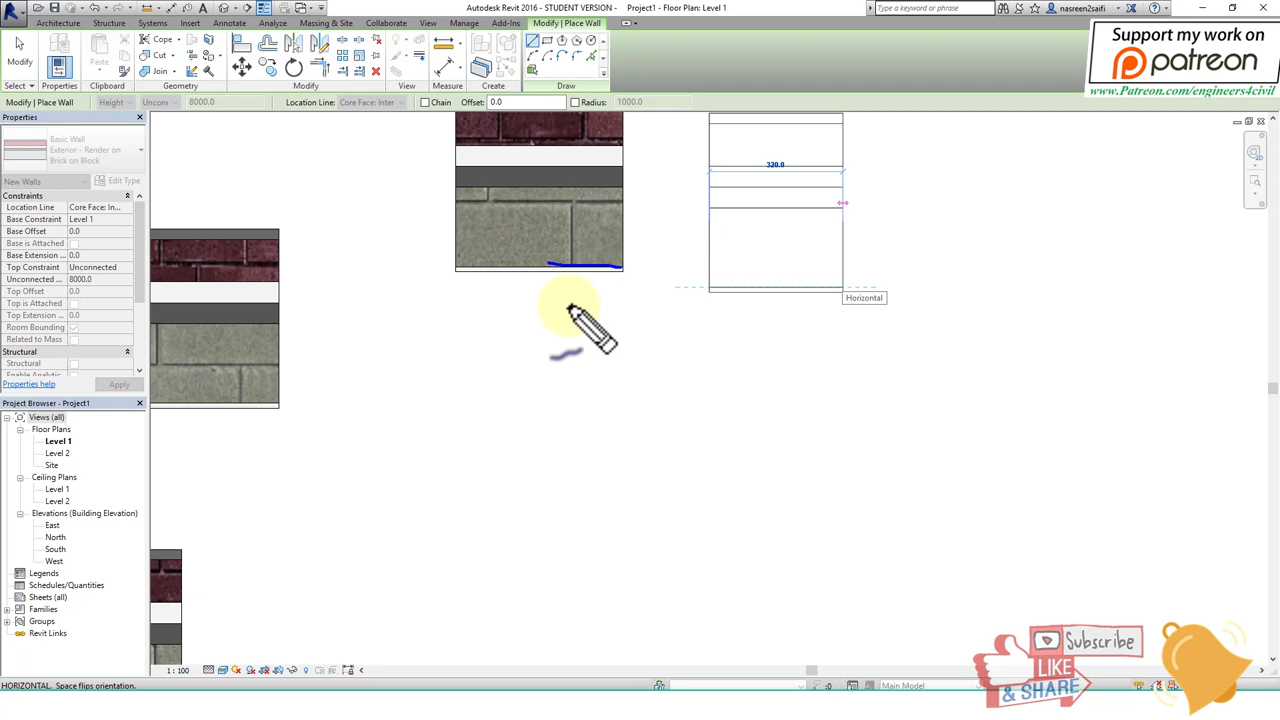 Autodesk Revit 2016 - STUDENT VERSION - Project1 - Floor Plan: Level 1
Type a keyword or phrase
nasreen2saifi
Architecture Structure Systems Insert Annotate Analyze Massing & Site Collaborate View Manage Add-Ins Modify | Place Wall
Modify Paste Cope Cut Join
Select Properties Clipboard Geometry Modify View Measure Create Draw
Support my work on
patreon
www.Patreon.com/engineers4civil
Modify | Place Wall Height Uncon 8000.0 Location Line: Core Face: Inter Chain Offset: 0.0 Radius: 1000.0
Properties
Basic Wall
Exterior - Render on
Brick on Block
New Walls Edit Type
Constraints
Location Line Core Face: In...
Base Constraint Level 1
Base Offset 0.0
Base is Attached
Base Extension ... 0.0
Top Constraint Unconnected
Unconnected ... 8000.0
Top Offset 0.0
Top is Attached
Top Extension ... 0.0
Room Bounding
Related to Mass
Structural
Structural
Enable Analytic
Properties help Apply
Project Browser - Project1
Views (all)
Floor Plans
Level 1
Level 2
Site
Ceiling Plans
Level 1
Level 2
Elevations (Building Elevation)
East
North
South
West
Legends
Schedules/Quantities
Sheets (all)
Families
Groups
Revit Links
320.0
Horizontal
1 : 100
HORIZONTAL. Space flips orientation.
:0
Main Model
Subscribe
LIKE
& SHARE